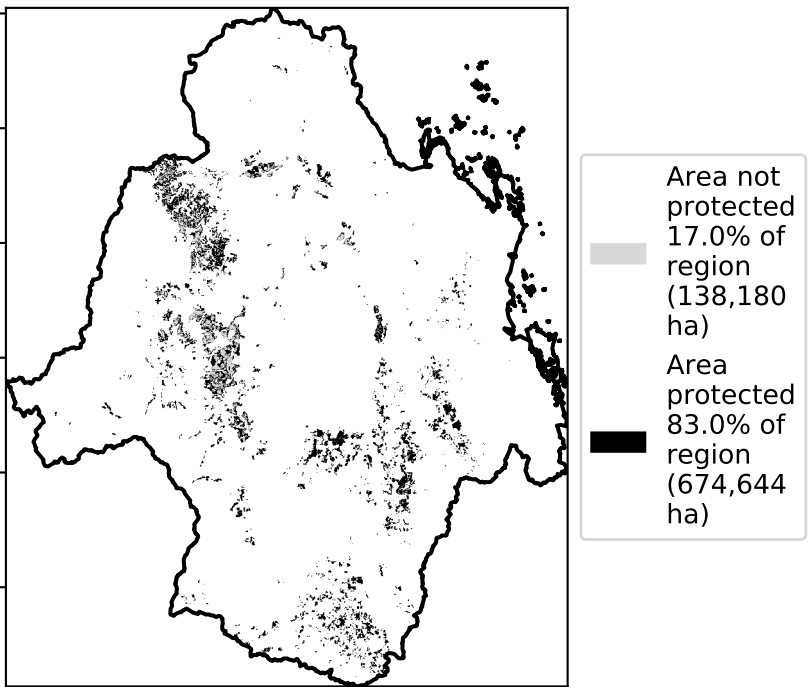 Area not
protected
17.0% of
region
(138,180
ha)
Area
protected
83.0% of
region
(674,644
ha)